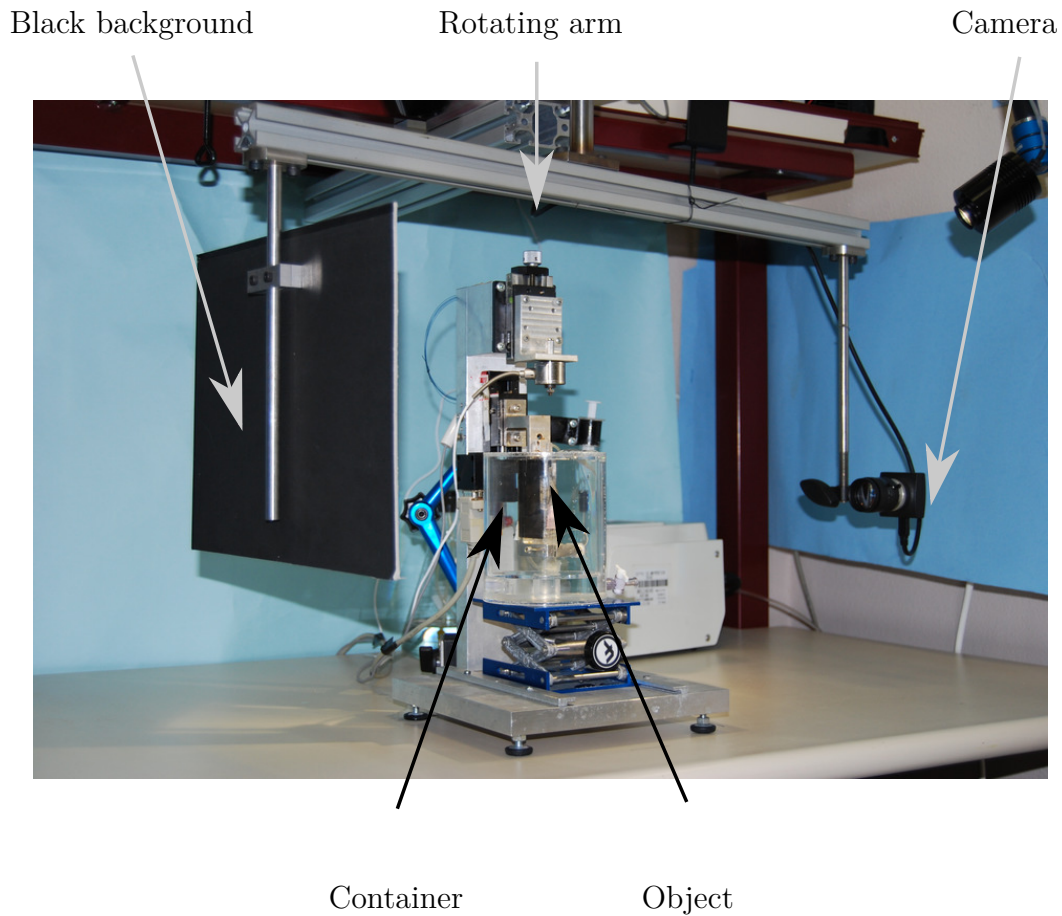 Black background
Rotating arm
Camera
Container
Object